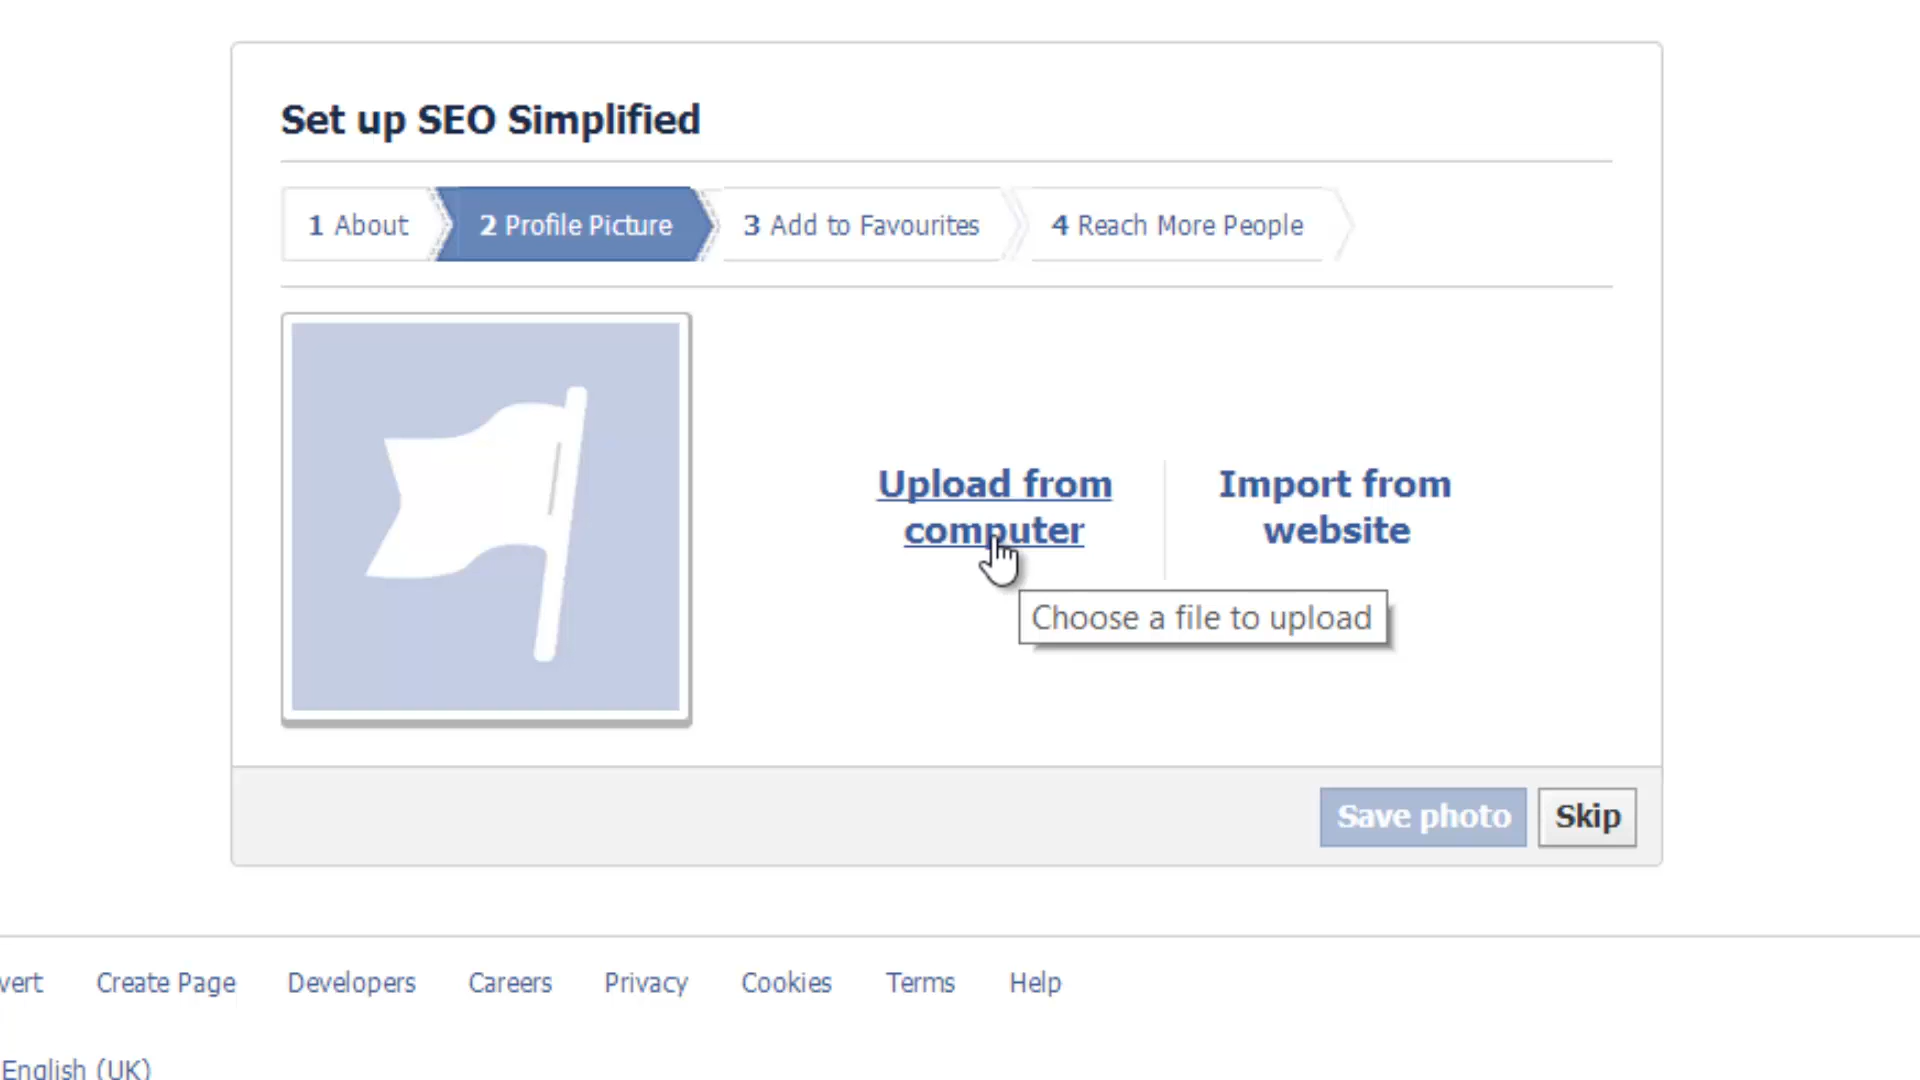 Set up SEO Simplified
1 About 2 Profile Picture 3 Add to Favourites 4 Reach More People
Upload from
computer
Import from
website
Choose a file to upload
Save photo Skip
vert Create Page Developers Careers Privacy Cookies Terms Help
English (UK)